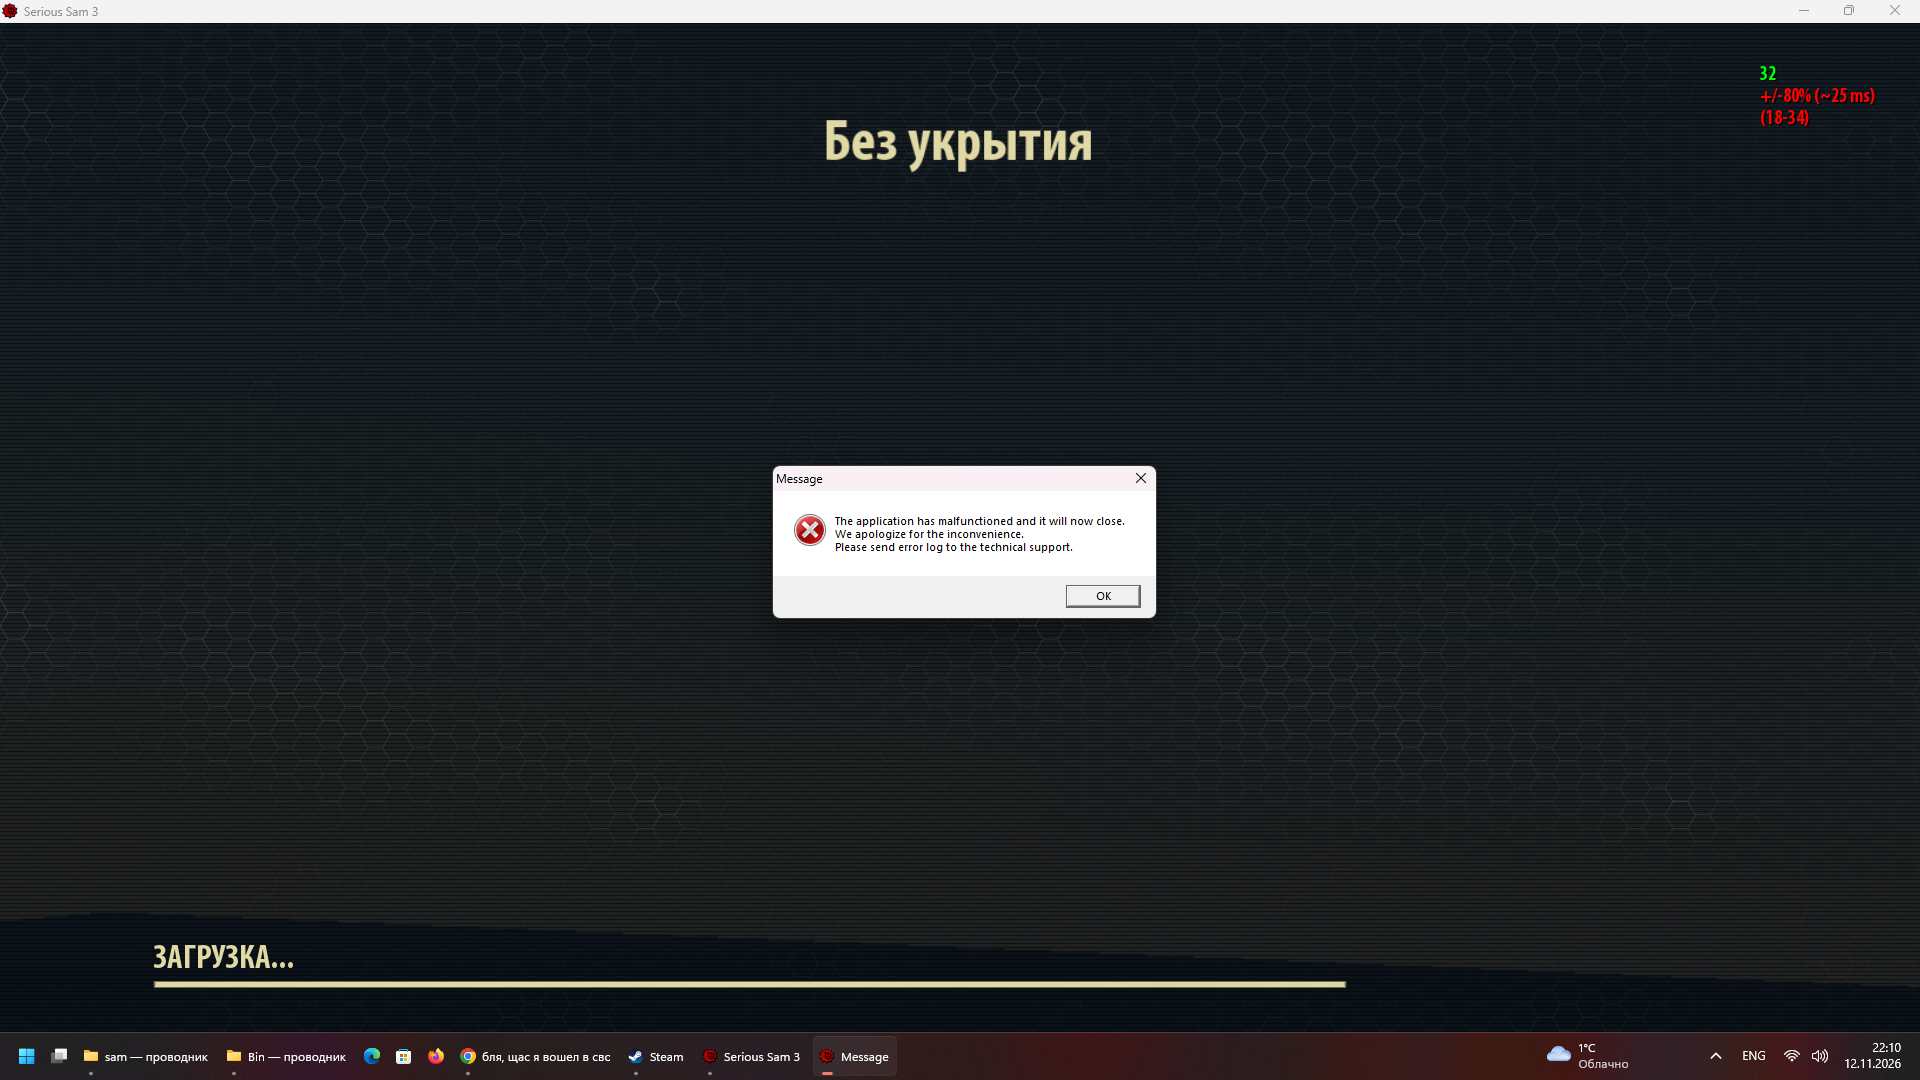 Serious Sam 3
32
+/-80% (~25 ms)
(18-34)
Без укрытия
Message
The application has malfunctioned and it will now close.
We apologize for the inconvenience.
Please send error log to the technical support.
OK
ЗАГРУЗКА...
sam — проводник
Bin — проводник
бля, щас я вошел в свс
Steam
Serious Sam 3
Message
1°C
Облачно
ENG
22:10
12.11.2026